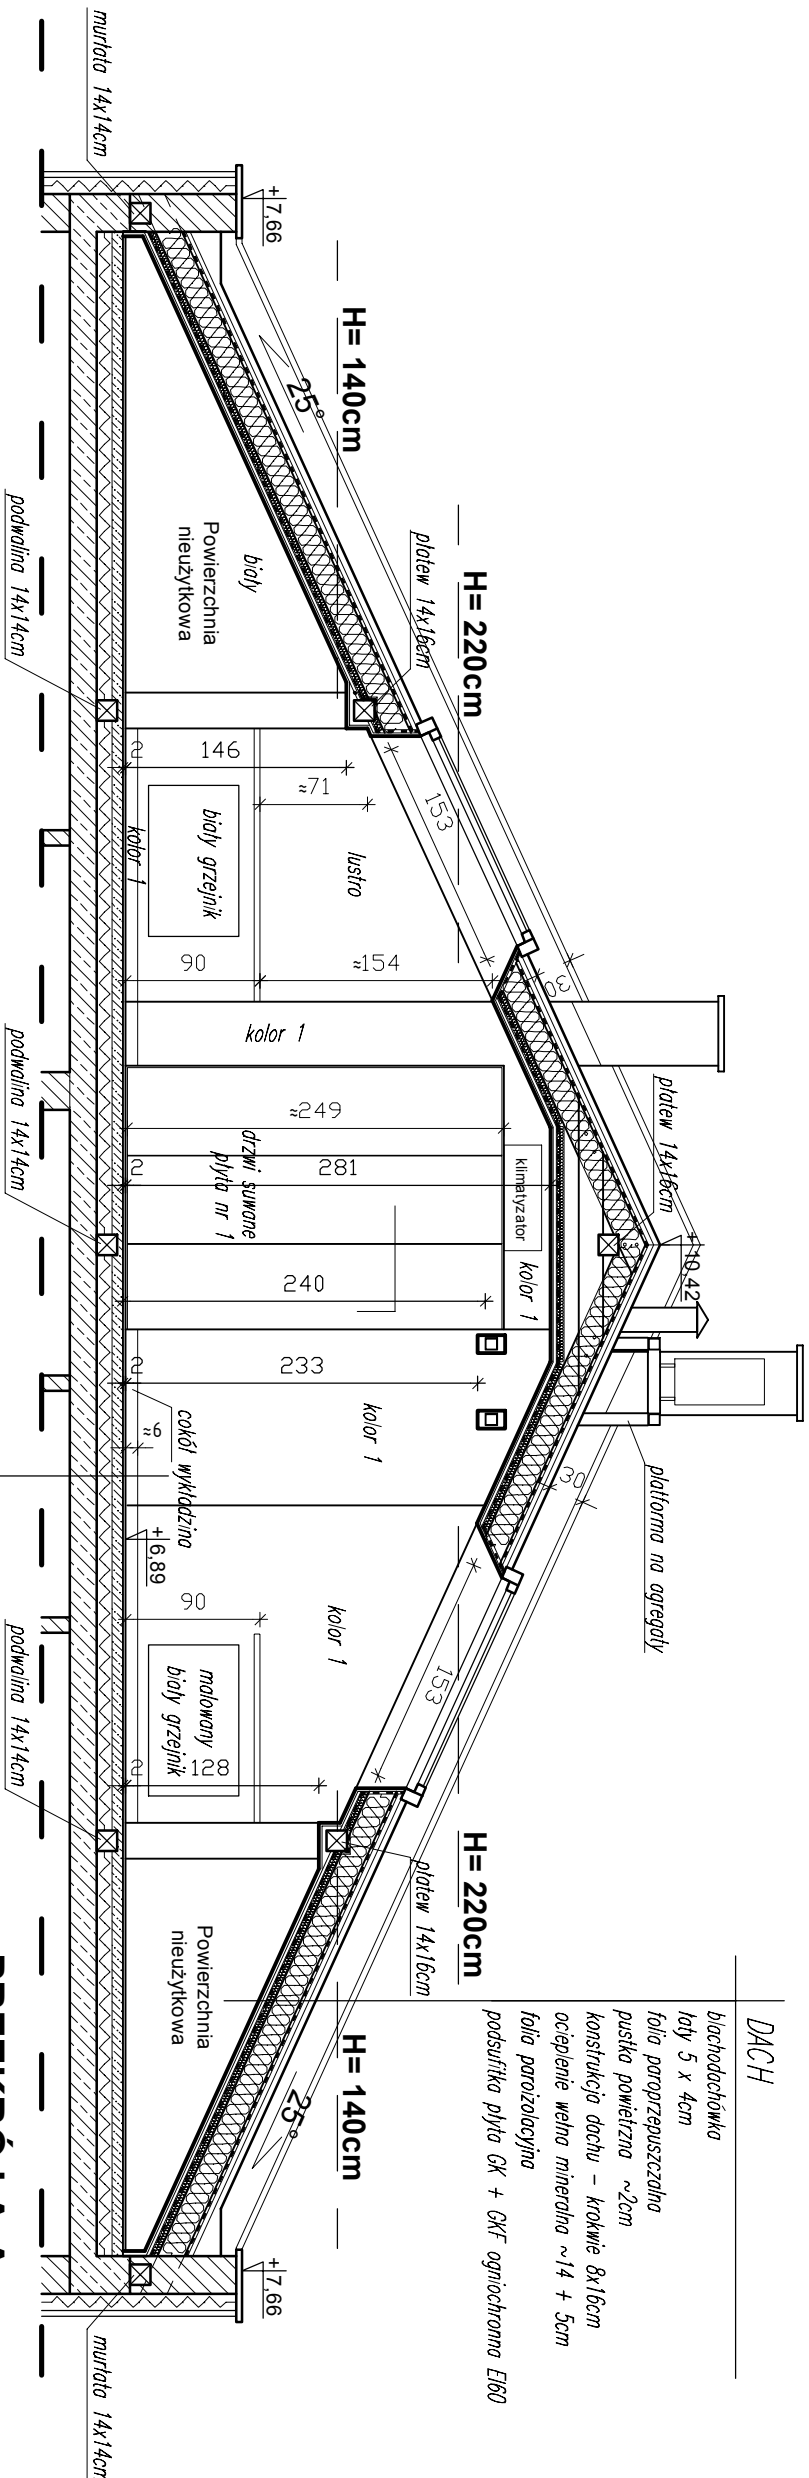 DACH
blachodachówka
łaty 5 x 4cm
folia paroprzepuszczalna
pustka powietrzna ~2cm
konstrukcja dachu - krokwie 8x16cm
ocieplenie wełna mineralna ~14 + 5cm
folia paroizolacyjna
podsufitka płyta GK + GKF ogniochronna EI60
platforma na agregaty
+ 10,42
płatew 14x16cm
30
30
H= 220cm
H= 220cm
płatew 14x16cm
płatew 14x16cm
153
153
H= 140cm
H= 140cm
25°
25°
+ 7,66
+ 7,66
klimatyzator
kolor 1
kolor 1
kolor 1
kolor 1
lustro
≈71
≈154
146
2
90
≈249
281
2
240
233
2
≈6
90
128
2
biały
Powierzchnia
nieużytkowa
biały grzejnik
kolor 1
drzwi suwane
płyta nr 1
cokół wykładzina
+ 6,89
malowany
biały grzejnik
Powierzchnia
nieużytkowa
murłata 14x14cm
podwalina 14x14cm
podwalina 14x14cm
podwalina 14x14cm
murłata 14x14cm